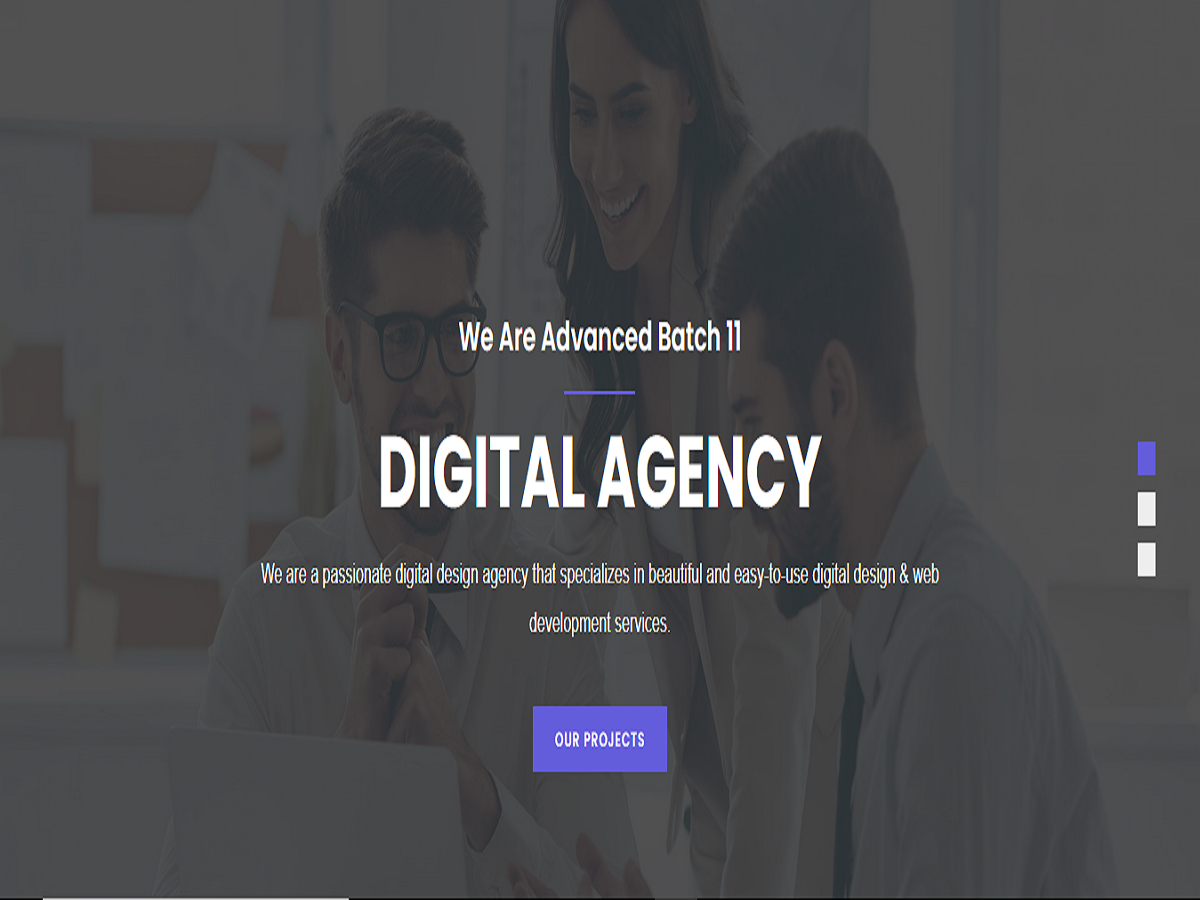 We Are Advanced Batch 11
DIGITAL AGENCY
We are a passionate digital design agency that specializes in beautiful and easy-to-use digital design & web
development services.
OUR PROJECTS